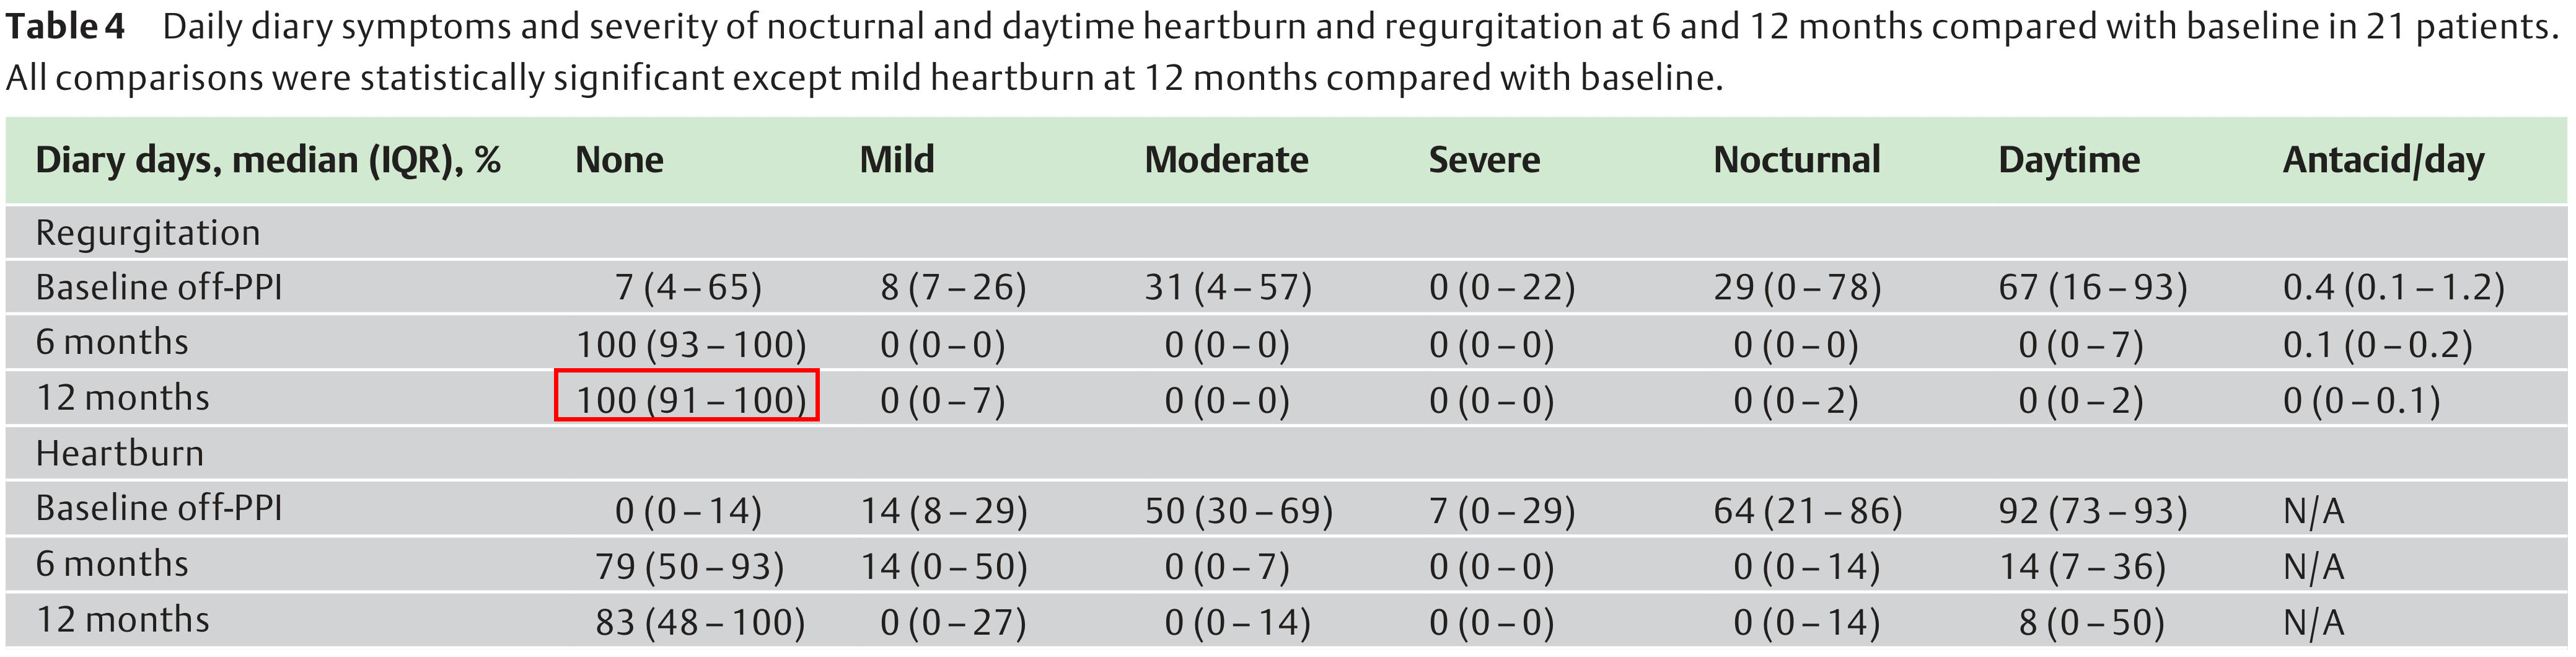 Table 4 Daily diary symptoms and severity of nocturnal and daytime heartburn and regurgitation at 6 and 12 months compared with baseline in 21 patients.
All comparisons were statistically significant except mild heartburn at 12 months compared with baseline.
Diary days, median (IQR), % None Mild Moderate Severe Nocturnal Daytime Antacid/day
Regurgitation
Baseline off-PPI 7 (4–65) 8 (7–26) 31 (4–57) 0 (0–22) 29 (0–78) 67 (16–93) 0.4 (0.1–1.2)
6 months 100 (93–100) 0 (0–0) 0 (0–0) 0 (0–0) 0 (0–0) 0 (0–7) 0.1 (0–0.2)
12 months 100 (91–100) 0 (0–7) 0 (0–0) 0 (0–0) 0 (0–2) 0 (0–2) 0 (0–0.1)
Heartburn
Baseline off-PPI 0 (0–14) 14 (8–29) 50 (30–69) 7 (0–29) 64 (21–86) 92 (73–93) N/A
6 months 79 (50–93) 14 (0–50) 0 (0–7) 0 (0–0) 0 (0–14) 14 (7–36) N/A
12 months 83 (48–100) 0 (0–27) 0 (0–14) 0 (0–0) 0 (0–14) 8 (0–50) N/A